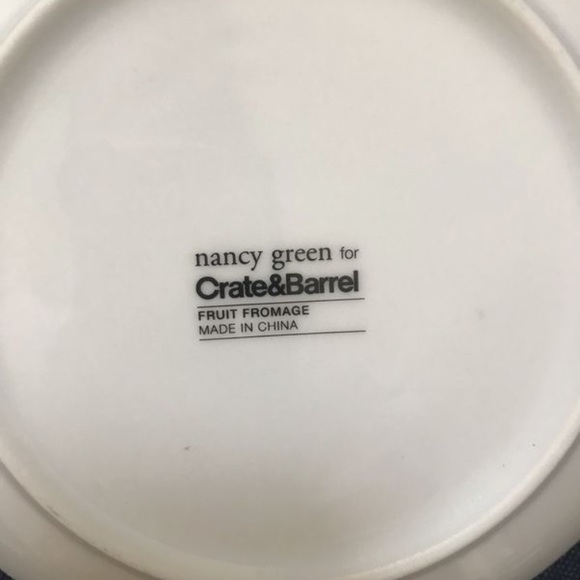 nancy green for
Crate&Barrel
FRUIT FROMAGE
MADE IN CHINA